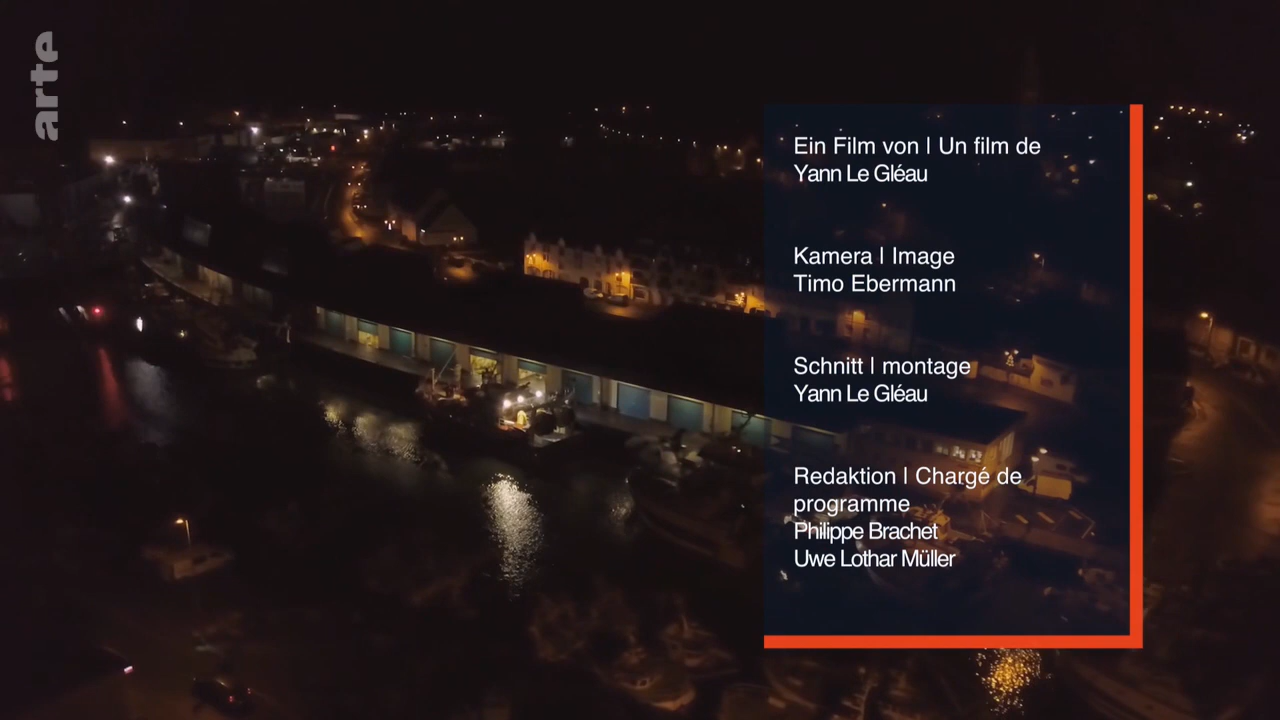 arte
Ein Film von | Un film de
Yann Le Gléau
Kamera | Image
Timo Ebermann
Schnitt | montage
Yann Le Gléau
Redaktion | Chargé de
programme
Philippe Brachet
Uwe Lothar Müller